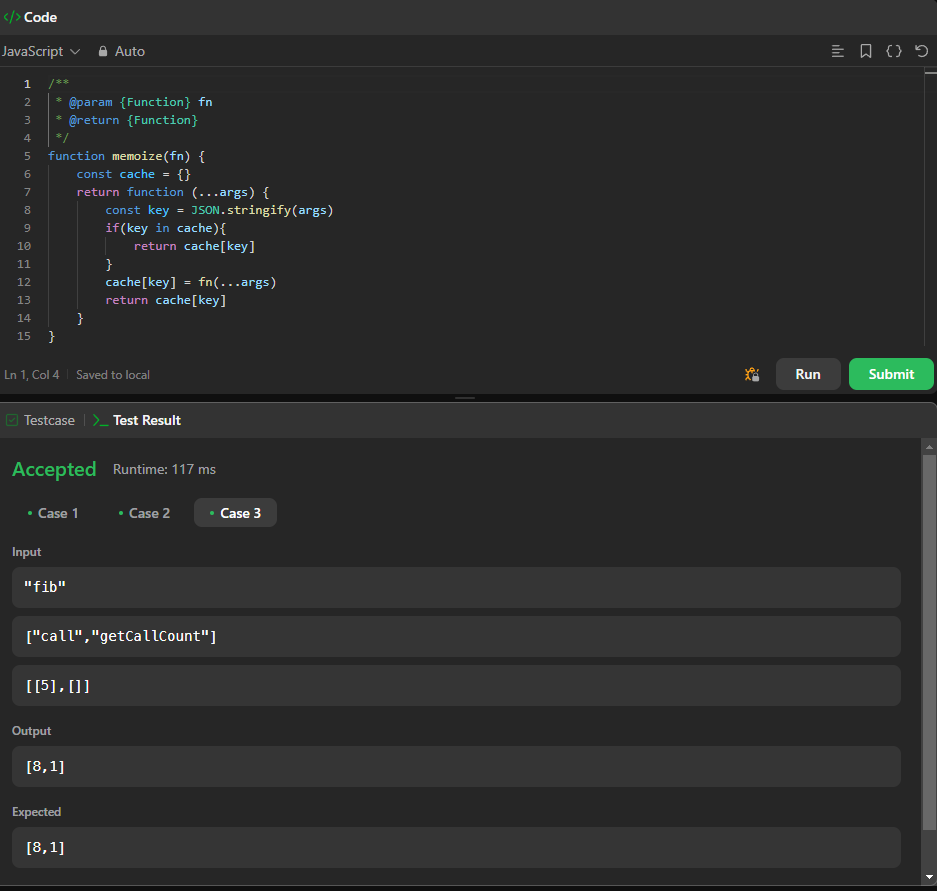 </> Code
JavaScript Auto
1 /**
2 * @param {Function} fn
3 * @return {Function}
4 */
5 function memoize(fn) {
6 const cache = {}
7 return function (...args) {
8 const key = JSON.stringify(args)
9 if(key in cache){
10 return cache[key]
11 }
12 cache[key] = fn(...args)
13 return cache[key]
14 }
15 }
Ln 1, Col 4 Saved to local
Run Submit
Testcase >_ Test Result
Accepted Runtime: 117 ms
• Case 1 • Case 2 • Case 3
Input
"fib"
["call","getCallCount"]
[[5],[]]
Output
[8,1]
Expected
[8,1]